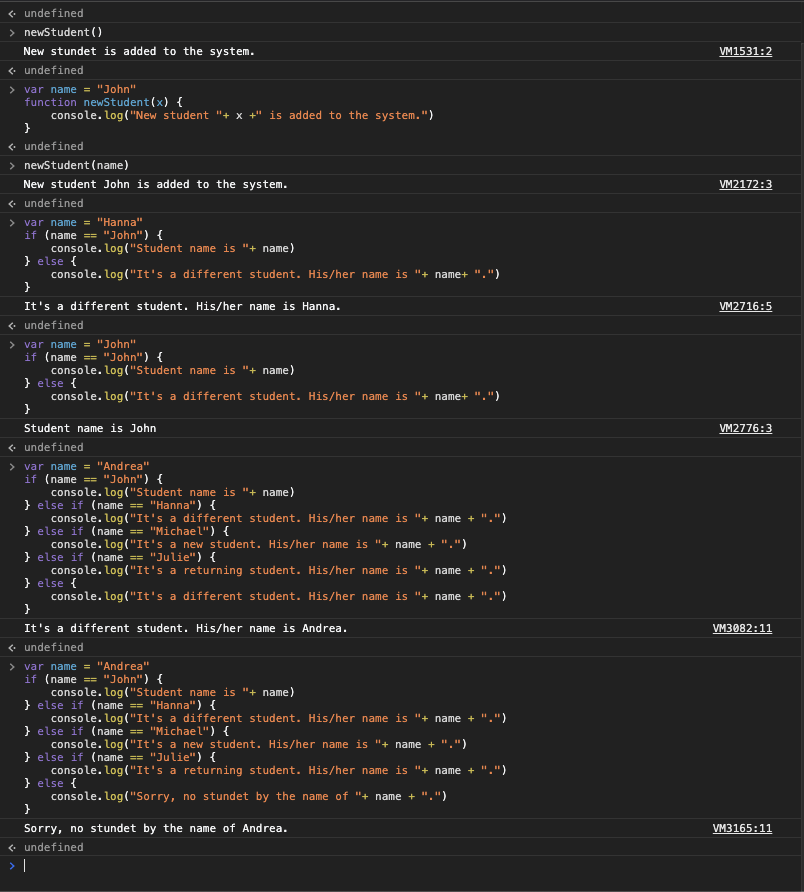 undefined
newStudent()
New stundet is added to the system. VM1531:2
undefined
var name = "John"
function newStudent(x) {
console.log("New student "+ x +" is added to the system.")
}
undefined
newStudent(name)
New student John is added to the system. VM2172:3
undefined
var name = "Hanna"
if (name == "John") {
console.log("Student name is "+ name)
} else {
console.log("It's a different student. His/her name is "+ name+ ".")
}
It's a different student. His/her name is Hanna. VM2716:5
undefined
var name = "John"
if (name == "John") {
console.log("Student name is "+ name)
} else {
console.log("It's a different student. His/her name is "+ name+ ".")
}
Student name is John VM2776:3
undefined
var name = "Andrea"
if (name == "John") {
console.log("Student name is "+ name)
} else if (name == "Hanna") {
console.log("It's a different student. His/her name is "+ name + ".")
} else if (name == "Michael") {
console.log("It's a new student. His/her name is "+ name + ".")
} else if (name == "Julie") {
console.log("It's a returning student. His/her name is "+ name + ".")
} else {
console.log("It's a different student. His/her name is "+ name + ".")
}
It's a different student. His/her name is Andrea. VM3082:11
undefined
var name = "Andrea"
if (name == "John") {
console.log("Student name is "+ name)
} else if (name == "Hanna") {
console.log("It's a different student. His/her name is "+ name + ".")
} else if (name == "Michael") {
console.log("It's a new student. His/her name is "+ name + ".")
} else if (name == "Julie") {
console.log("It's a returning student. His/her name is "+ name + ".")
} else {
console.log("Sorry, no stundet by the name of "+ name + ".")
}
Sorry, no stundet by the name of Andrea. VM3165:11
undefined